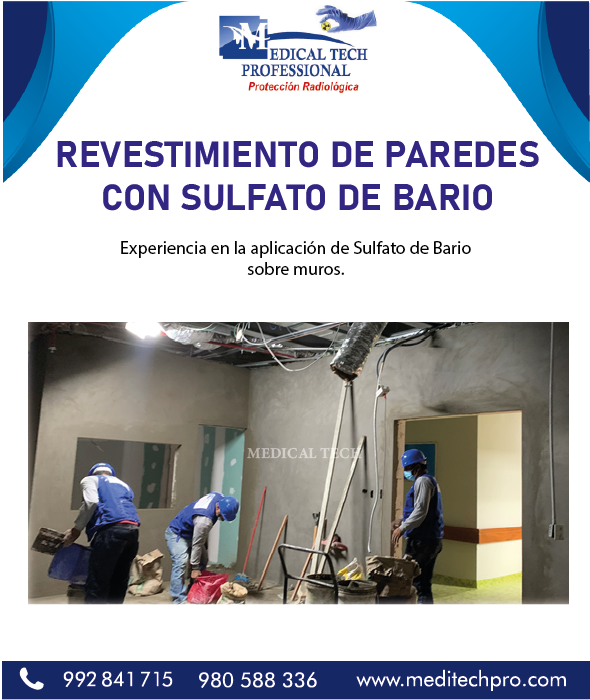 MEDICAL TECH
PROFESSIONAL
Protección Radiológica
REVESTIMIENTO DE PAREDES
CON SULFATO DE BARIO
Experiencia en la aplicación de Sulfato de Bario
sobre muros.
MEDICAL TECH
992 841 715 980 588 336 www.meditechpro.com